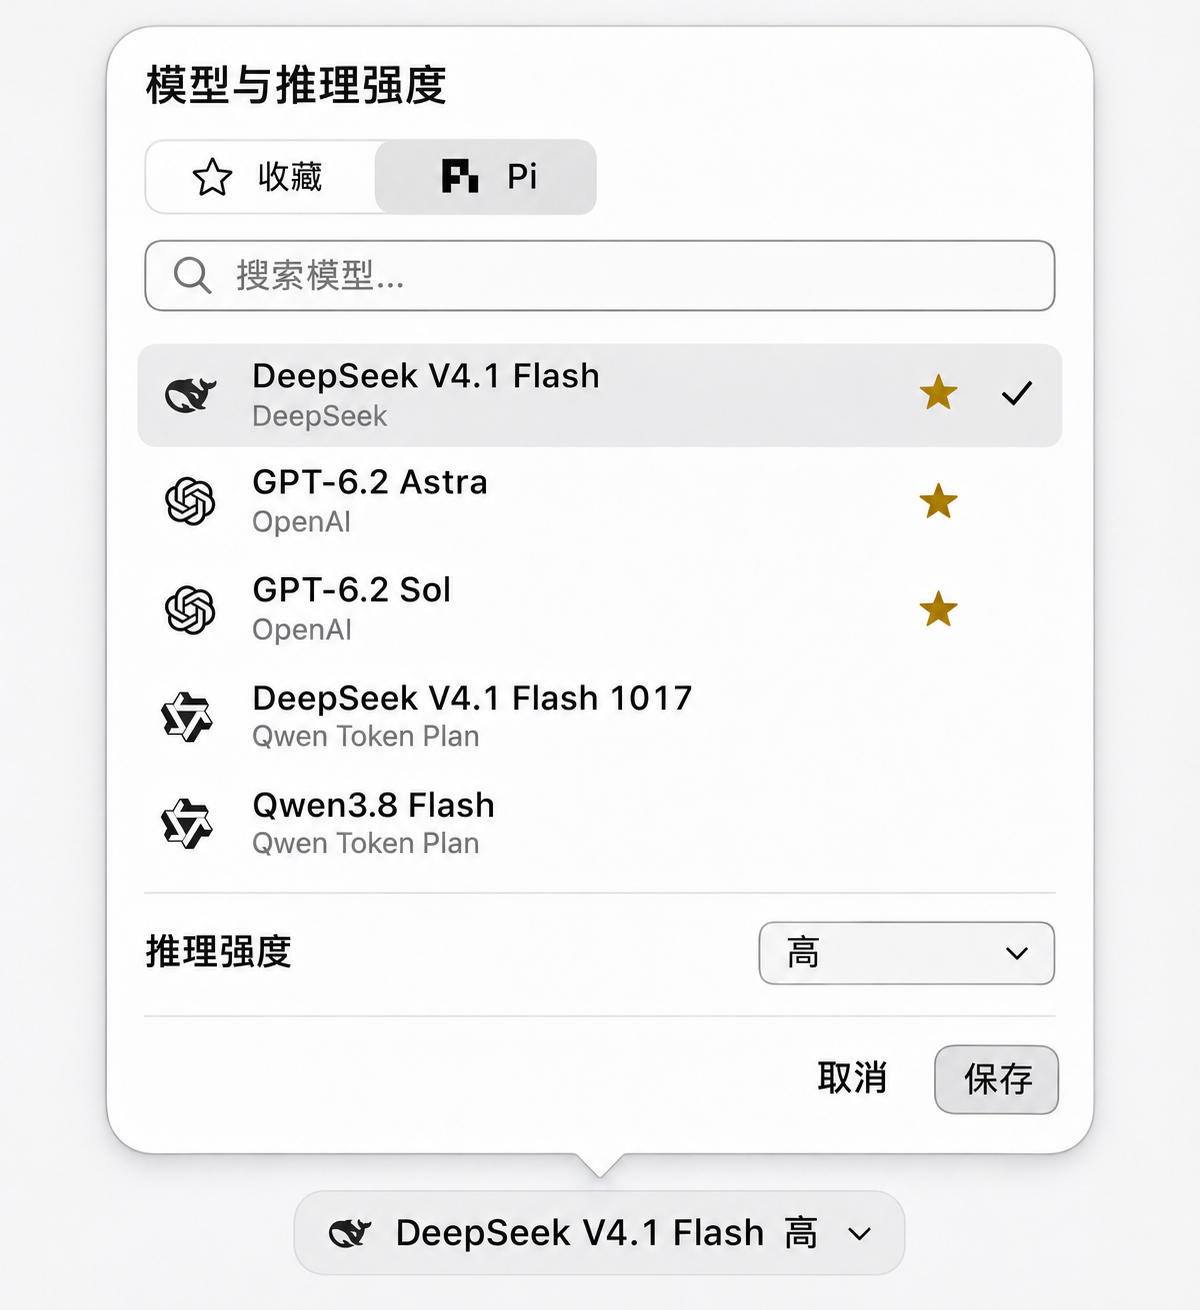 模型与推理强度
收藏 Pi
搜索模型...
DeepSeek V4.1 Flash
DeepSeek
GPT-6.2 Astra
OpenAI
GPT-6.2 Sol
OpenAI
DeepSeek V4.1 Flash 1017
Qwen Token Plan
Qwen3.8 Flash
Qwen Token Plan
推理强度 高
取消 保存
DeepSeek V4.1 Flash 高